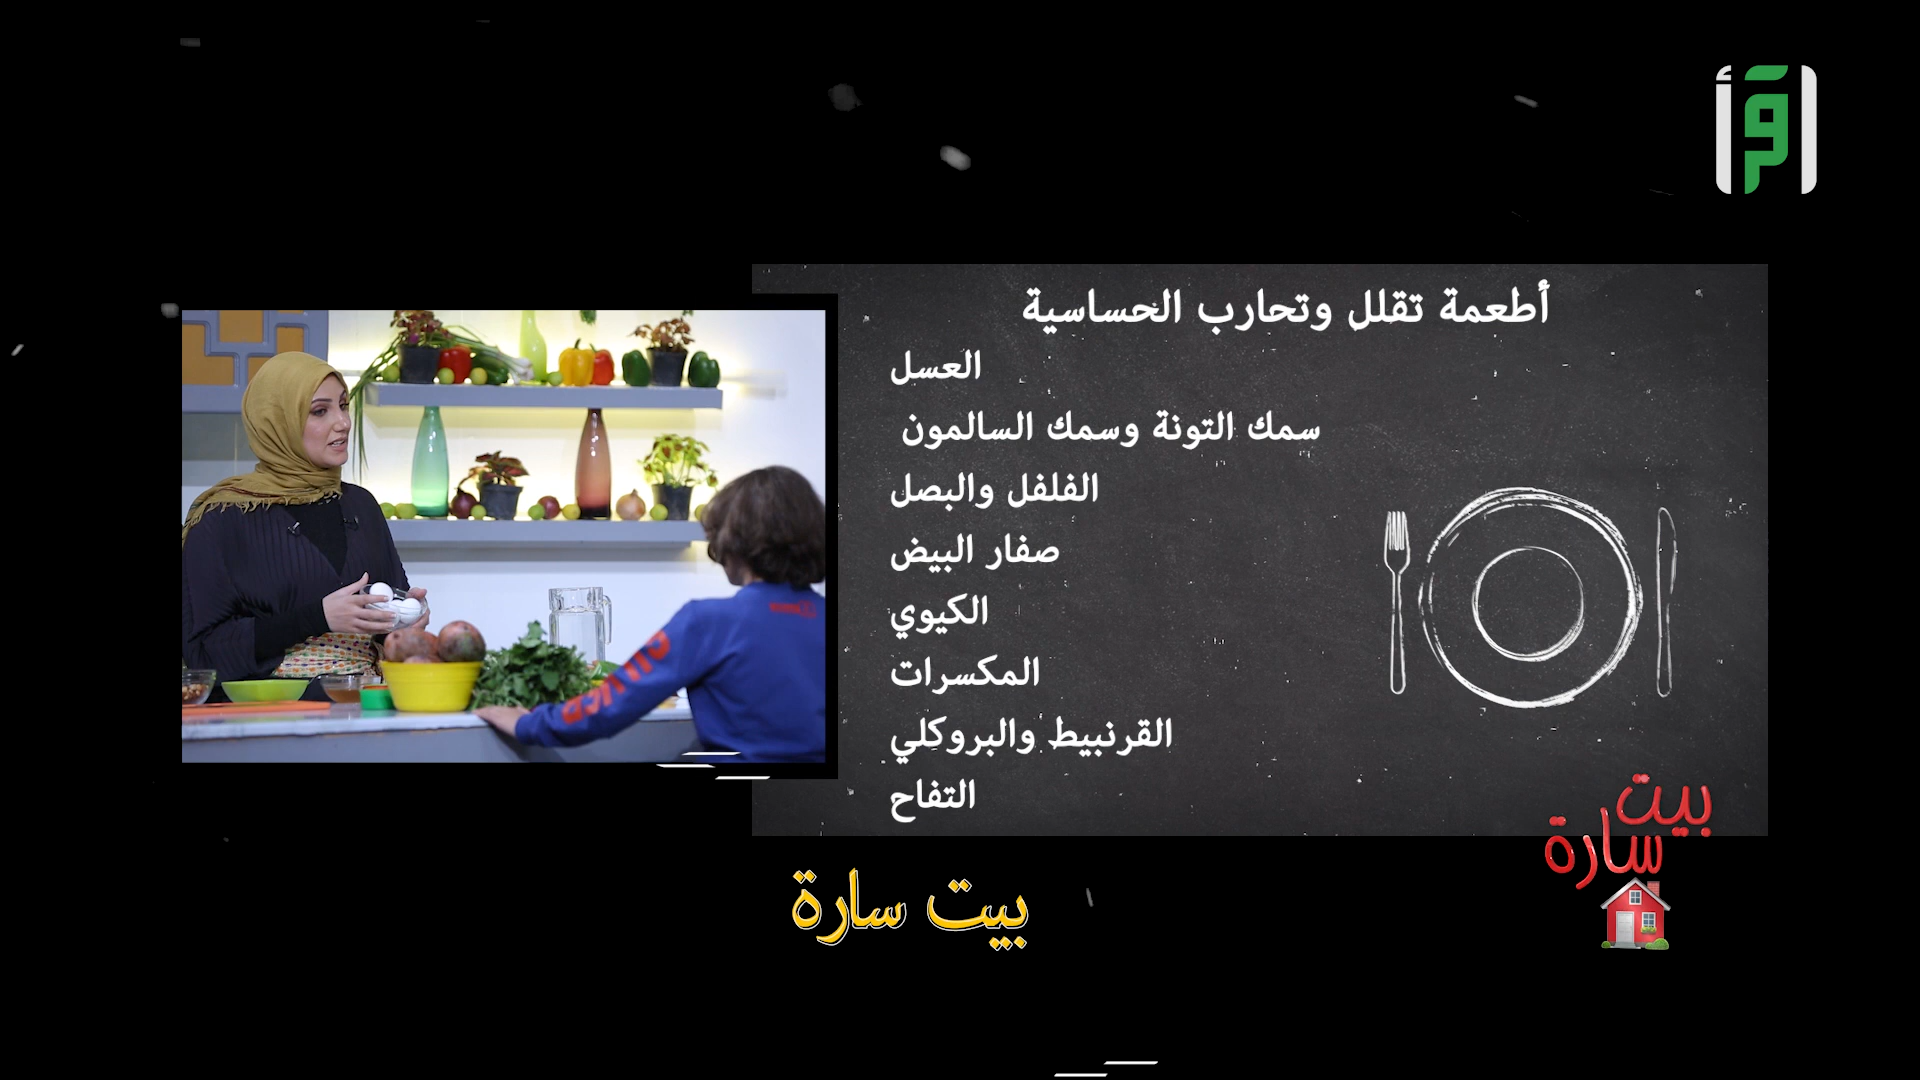 اقرأ
أطعمة تقلل وتحارب الحساسية
العسل
سمك التونة وسمك السالمون
الفلفل والبصل
صفار البيض
الكيوي
المكسرات
القرنبيط والبروكلي
التفاح
بيت سارة
بيت
سارة